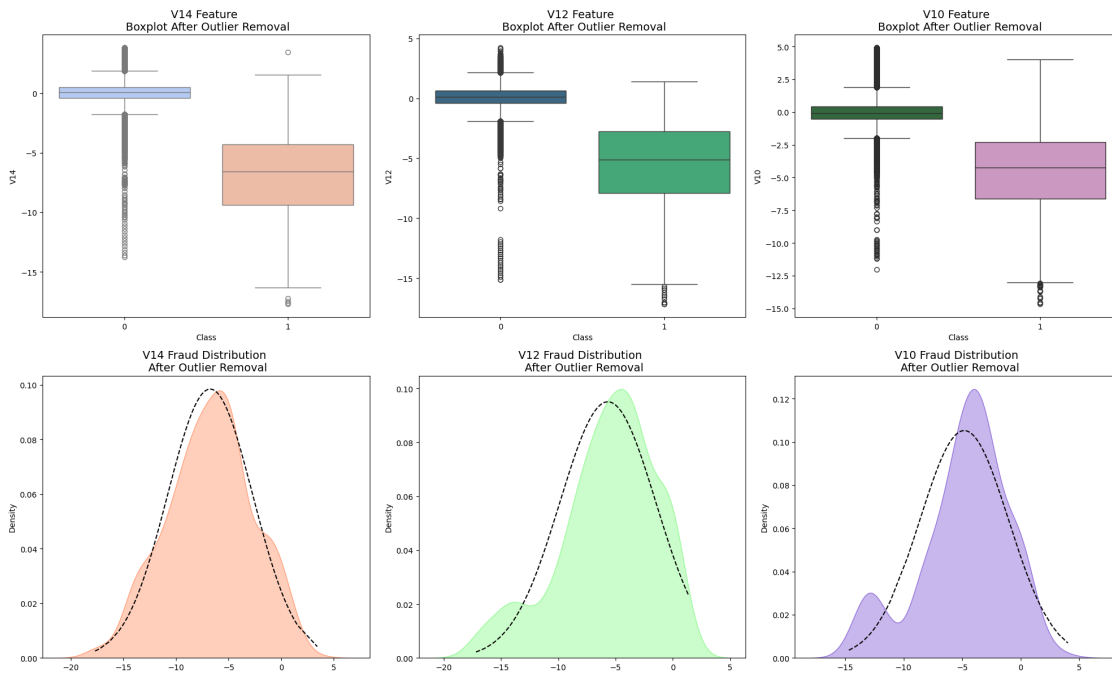 V14 Feature
Boxplot After Outlier Removal
V14
0
−5
−10
−15
0
1
Class
V12 Feature
Boxplot After Outlier Removal
V12
0
−5
−10
−15
0
1
Class
V10 Feature
Boxplot After Outlier Removal
V10
5.0
2.5
0.0
−2.5
−5.0
−7.5
−10.0
−12.5
−15.0
0
1
Class
V14 Fraud Distribution
After Outlier Removal
Density
0.10
0.08
0.06
0.04
0.02
0.00
−20
−15
−10
−5
0
5
V12 Fraud Distribution
After Outlier Removal
Density
0.10
0.08
0.06
0.04
0.02
0.00
−20
−15
−10
−5
0
5
V10 Fraud Distribution
After Outlier Removal
Density
0.12
0.10
0.08
0.06
0.04
0.02
0.00
−15
−10
−5
0
5